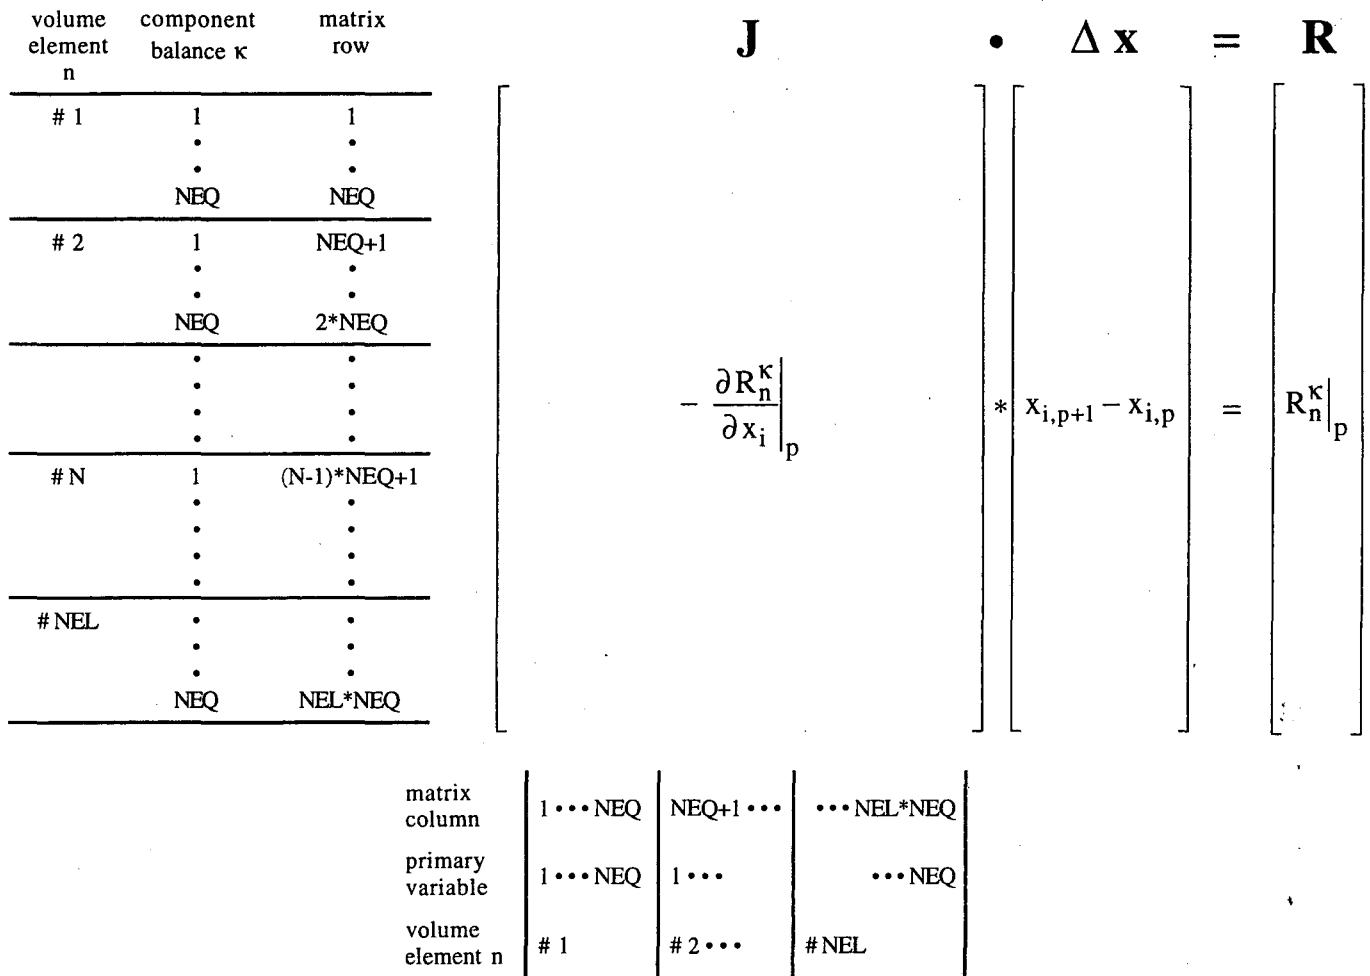 volume component matrix
element balance κ row
n
J • Δ x = R
# 1 1 1
• •
• •
NEQ NEQ
# 2 1 NEQ+1
• •
• •
NEQ 2*NEQ
• •
• •
• •
• •
# N 1 (N-1)*NEQ+1
• •
• •
• •
• •
# NEL • •
• •
• •
NEQ NEL*NEQ
− ∂R_n^κ/∂x_i |_p * x_{i,p+1} − x_{i,p} = R_n^κ|_p
matrix
column 1 ••• NEQ NEQ+1 ••• ••• NEL*NEQ
primary
variable 1 ••• NEQ 1 ••• ••• NEQ
volume
element n # 1 # 2 ••• # NEL